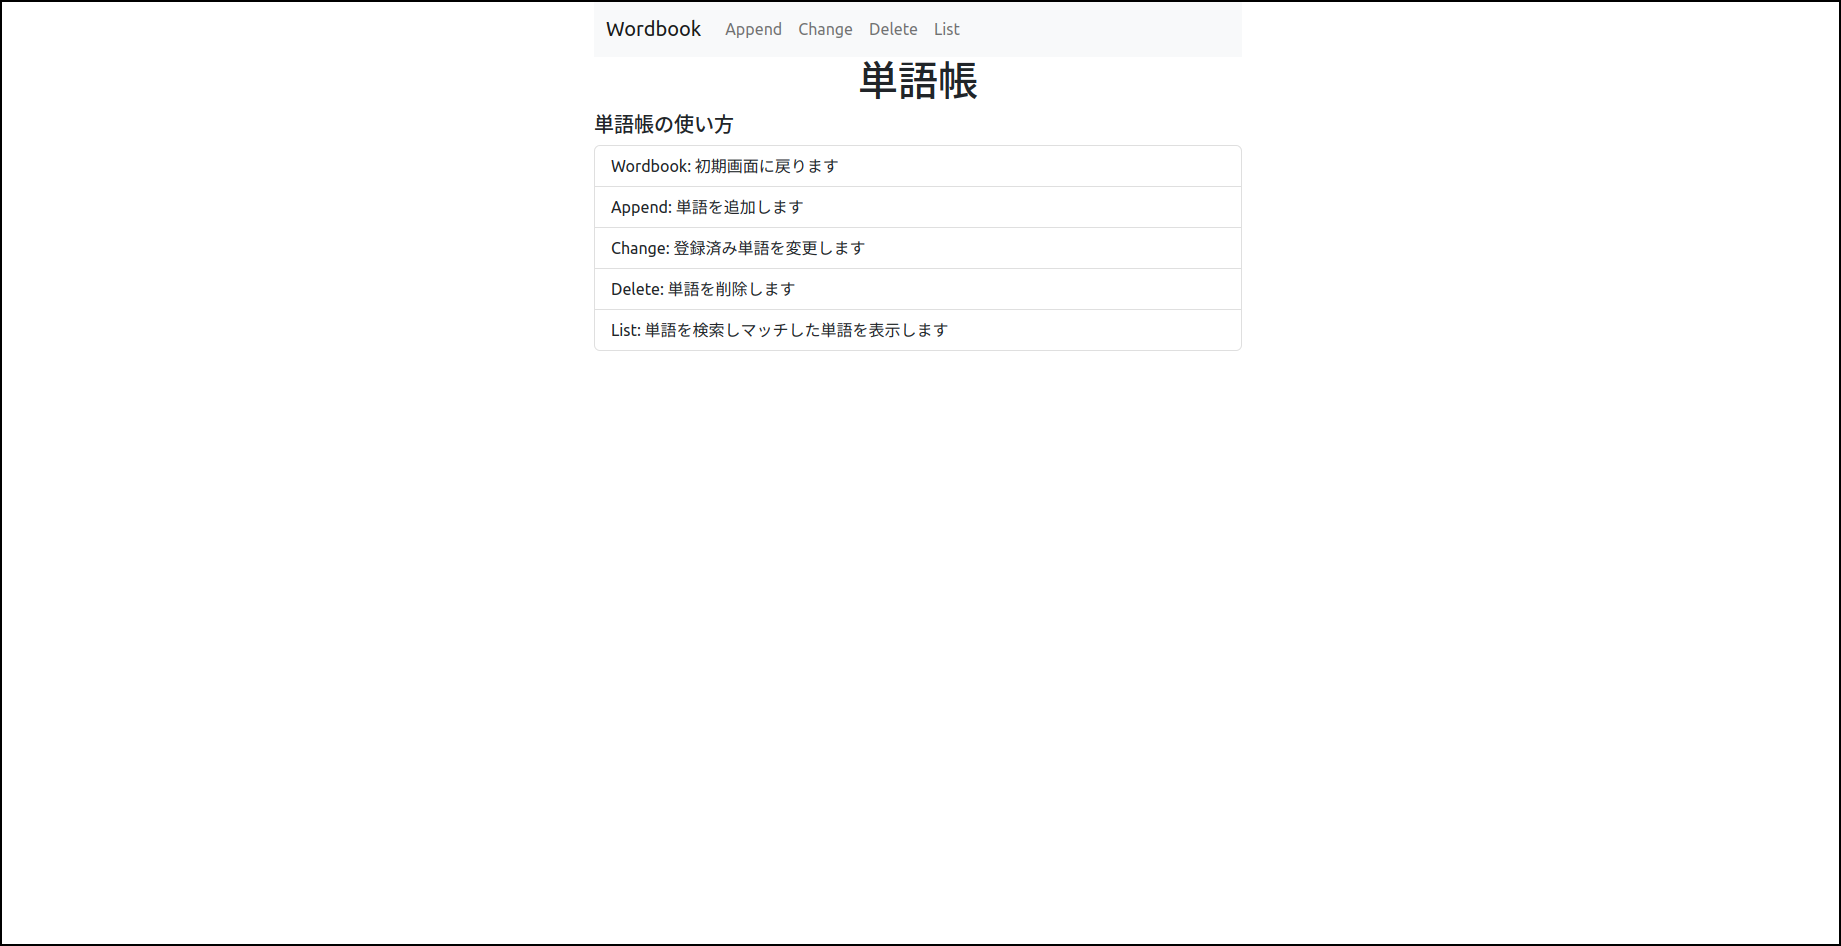 Wordbook Append Change Delete List
単語帳
単語帳の使い方
Wordbook: 初期画面に戻ります
Append: 単語を追加します
Change: 登録済み単語を変更します
Delete: 単語を削除します
List: 単語を検索しマッチした単語を表示します